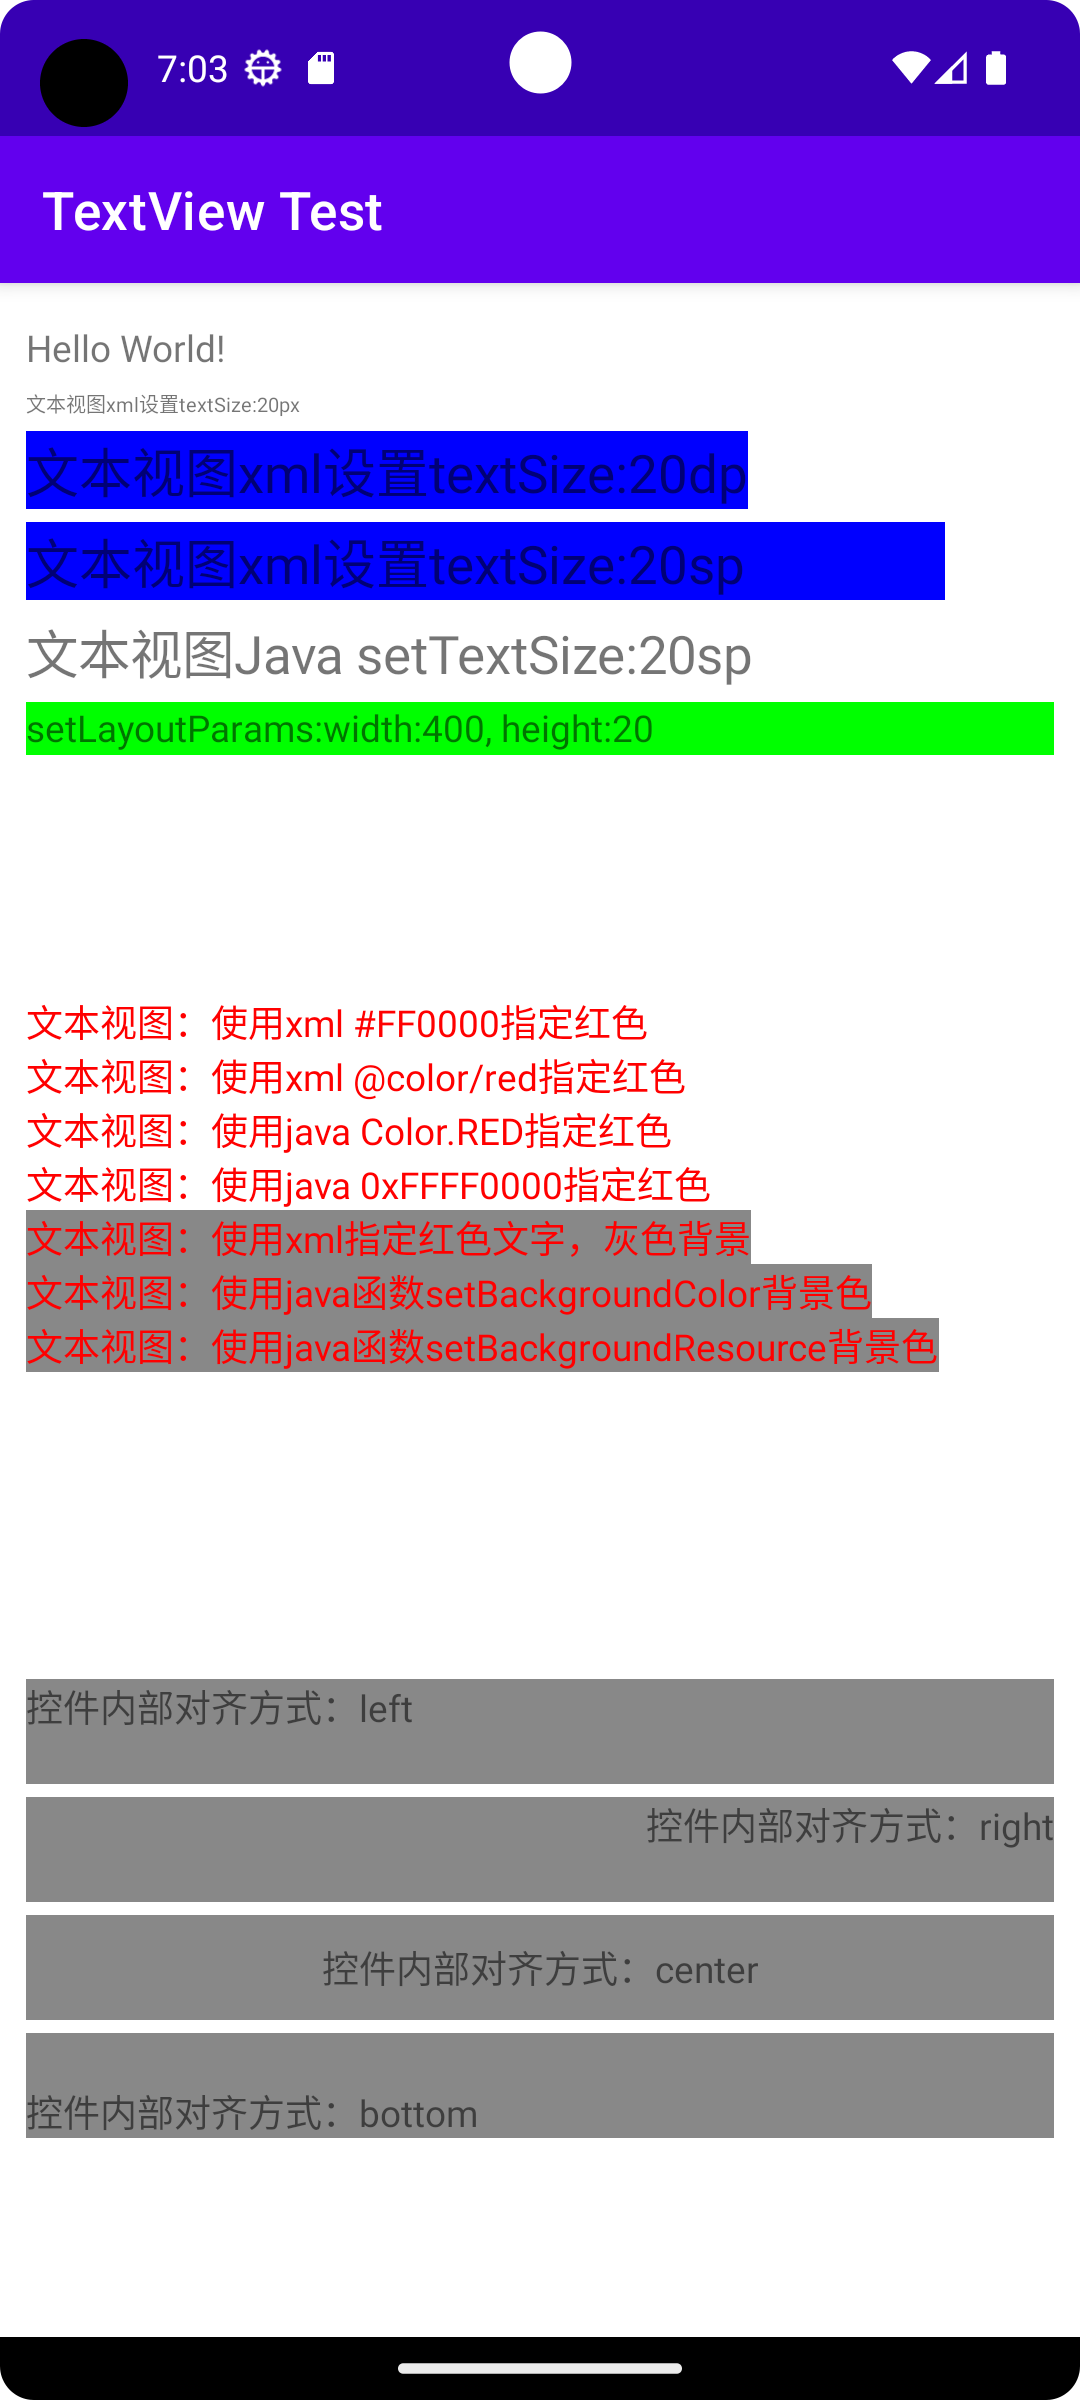 7:03
TextView Test
Hello World!
文本视图xml设置textSize:20px
文本视图xml设置textSize:20dp
文本视图xml设置textSize:20sp
文本视图Java setTextSize:20sp
setLayoutParams:width:400, height:20
文本视图：使用xml #FF0000指定红色
文本视图：使用xml @color/red指定红色
文本视图：使用java Color.RED指定红色
文本视图：使用java 0xFFFF0000指定红色
文本视图：使用xml指定红色文字，灰色背景
文本视图：使用java函数setBackgroundColor背景色
文本视图：使用java函数setBackgroundResource背景色
控件内部对齐方式：left
控件内部对齐方式：right
控件内部对齐方式：center
控件内部对齐方式：bottom